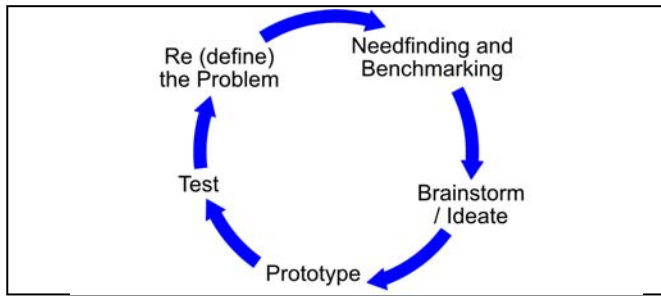 Re (define)
the Problem
Needfinding and
Benchmarking
Brainstorm
/ Ideate
Prototype
Test